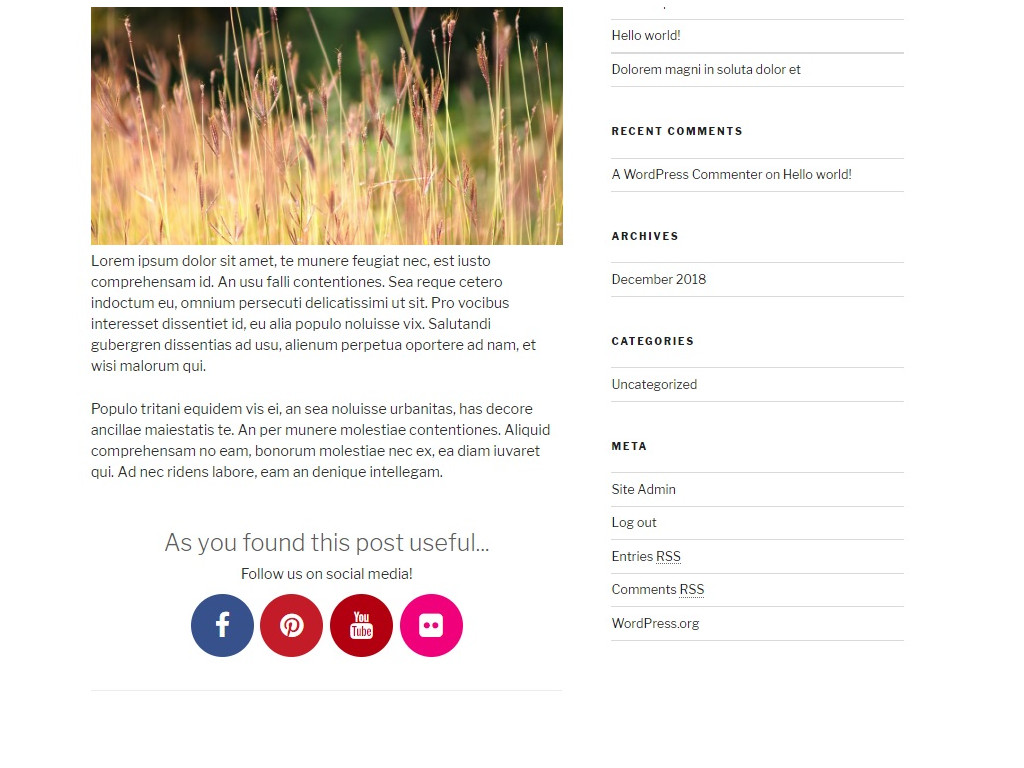 Lorem ipsum dolor sit amet, te munere feugiat nec, est iusto
comprehensam id. An usu falli contentiones. Sea reque cetero
indoctum eu, omnium persecuti delicatissimi ut sit. Pro vocibus
interesset dissentiet id, eu alia populo noluisse vix. Salutandi
gubergren dissentias ad usu, alienum perpetua oportere ad nam, et
wisi malorum qui.
Populo tritani equidem vis ei, an sea noluisse urbanitas, has decore
ancillae maiestatis te. An per munere molestiae contentiones. Aliquid
comprehensam no eam, bonorum molestiae nec ex, ea diam iuvaret
qui. Ad nec ridens labore, eam an denique intellegam.
As you found this post useful...
Follow us on social media!
You
Tube
Hello world!
Dolorem magni in soluta dolor et
RECENT COMMENTS
A WordPress Commenter on Hello world!
ARCHIVES
December 2018
CATEGORIES
Uncategorized
META
Site Admin
Log out
Entries RSS
Comments RSS
WordPress.org